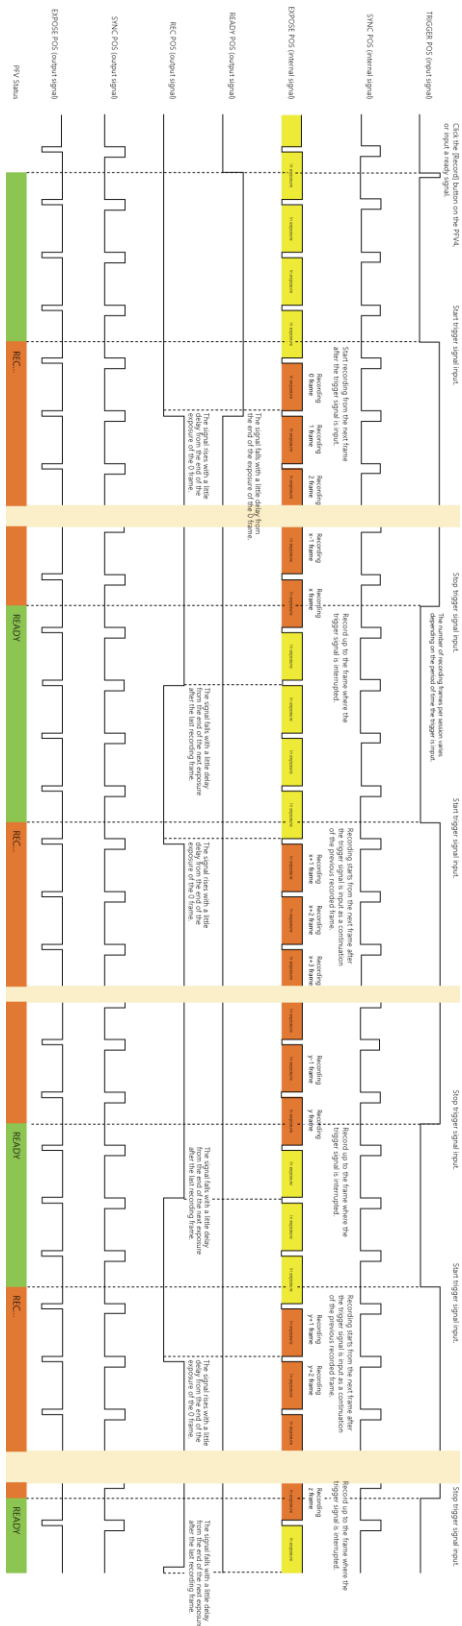 TRIGGER POS (input signal)
Click the [Record] button on the PFV4,
or input a ready signal.
Start trigger signal input.
Stop trigger signal input.
The number of recording frames per session varies
depending on the period of time the trigger is input.
Start trigger signal input.
Stop trigger signal input.
Start trigger signal input.
Stop trigger signal input.
SYNC POS (internal signal)
Start recording from the next frame
after the trigger signal is input.
Record up to the frame where the
trigger signal is interrupted.
Recording starts from the next frame after
the trigger signal is input as a continuation
of the previous recorded frame.
Record up to the frame where the
trigger signal is interrupted.
Recording starts from the next frame after
the trigger signal is input as a continuation
of the previous recorded frame.
Record up to the frame where the
trigger signal is interrupted.
EXPOSE POS (internal signal)
Recording
0 frame
Recording
1 frame
Recording
2 frame
Recording
x-1 frame
Recording
x frame
Recording
x+1 frame
Recording
x+2 frame
Recording
x+3 frame
Recording
y-1 frame
Recording
y frame
Recording
y+1 frame
Recording
y+2 frame
Recording
z frame
READY POS (output signal)
The signal falls with a little delay from
the end of the exposure of the 0 frame.
REC POS (output signal)
The signal rises with a little
delay from the end of the
exposure of the 0 frame.
The signal falls with a little delay
from the end of the next exposure
after the last recording frame.
The signal rises with a little
delay from the end of the
exposure of the 0 frame.
The signal falls with a little delay
from the end of the next exposure
after the last recording frame.
The signal rises with a little
delay from the end of the
exposure of the 0 frame.
The signal falls with a little delay
from the end of the next exposure
after the last recording frame.
SYNC POS (output signal)
EXPOSE POS (output signal)
PFV Status
REC...
READY
REC...
READY
REC...
READY